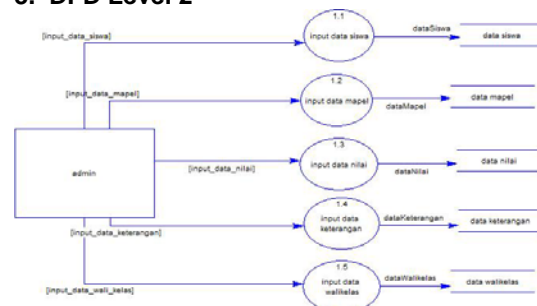 3. DFD Level 2
[input_data_siswa]
1.1
input data siswa
dataSiswa
data siswa
[input_data_mapel]
1.2
input data mapel
dataMapel
data mapel
admin
[input_data_nilai]
1.3
input data nilai
dataNilai
data nilai
[input_data_keterangan]
1.4
input data
keterangan
dataKeterangan
data keterangan
[input_data_wali_kelas]
1.5
input data
walikelas
dataWalikelas
data walikelas